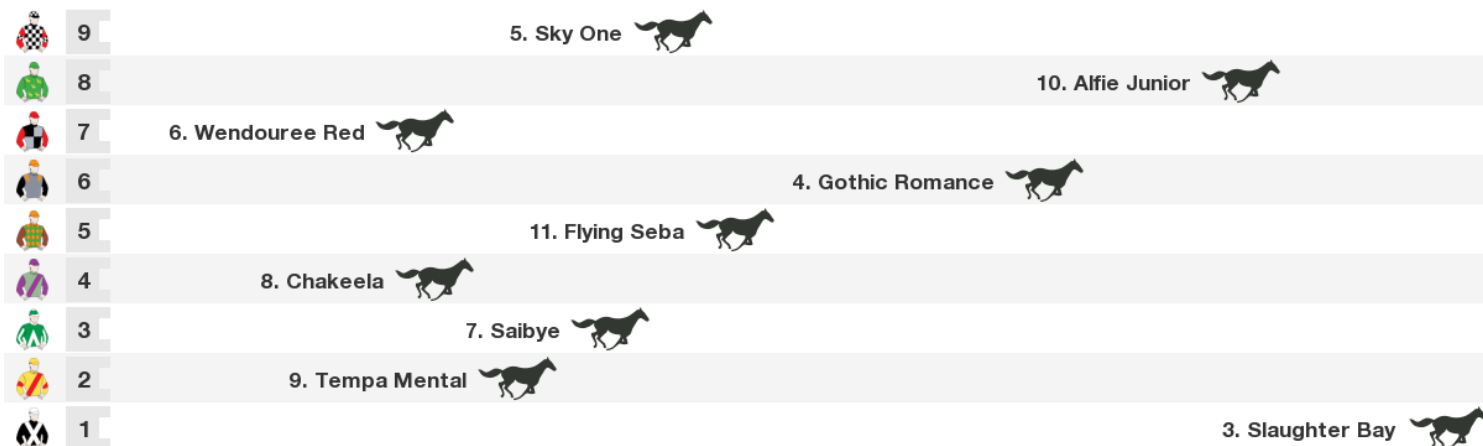 9 5. Sky One
8 10. Alfie Junior
7 6. Wendouree Red
6 4. Gothic Romance
5 11. Flying Seba
4 8. Chakeela
3 7. Saibye
2 9. Tempa Mental
1 3. Slaughter Bay